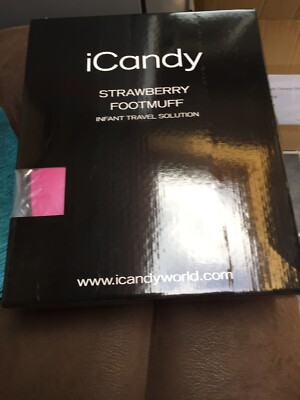 iCandy
STRAWBERRY
FOOTMUFF
INFANT TRAVEL SOLUTION
www.icandyworld.com